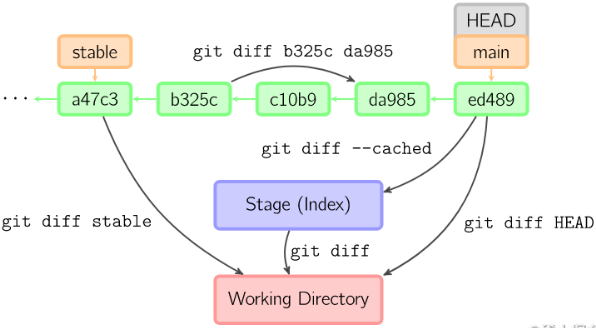 HEAD
stable
git diff b325c da985
main
...
a47c3
b325c
c10b9
da985
ed489
git diff --cached
Stage (Index)
git diff stable
git diff HEAD
git diff
Working Directory